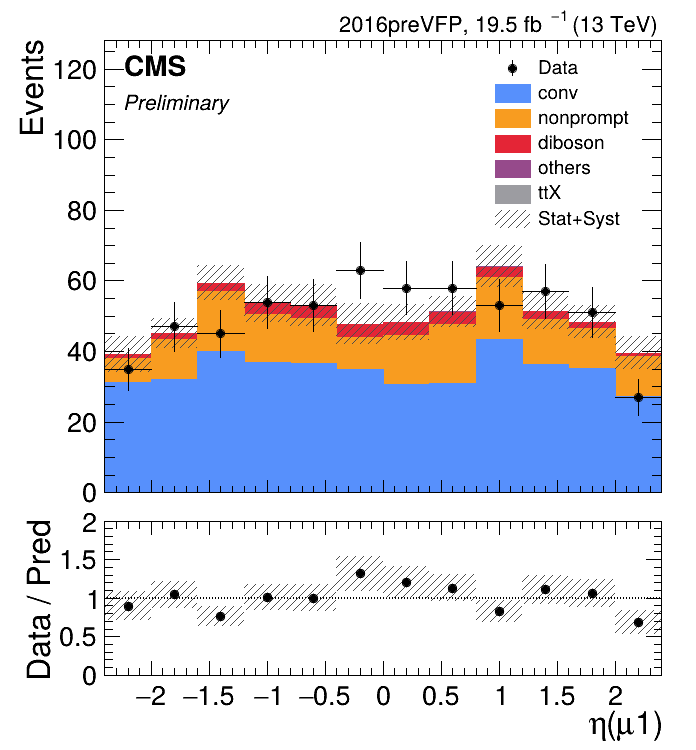 2016preVFP, 19.5 fb⁻¹ (13 TeV)
CMS
Preliminary
Data
conv
nonprompt
diboson
others
ttX
Stat+Syst
Events
120
100
80
60
40
20
0
Data / Pred
2
1.5
1
0.5
0
−2 −1.5 −1 −0.5 0 0.5 1 1.5 2
η(μ1)